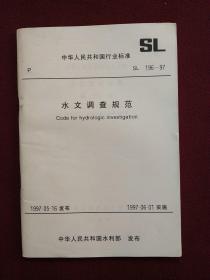 中华人民共和国行业标准
SL
P
SL 196—97
水文调查规范
Code for hydrologic investigation
1997-05-16 发布
1997-06-01 实施
中华人民共和国水利部 发布